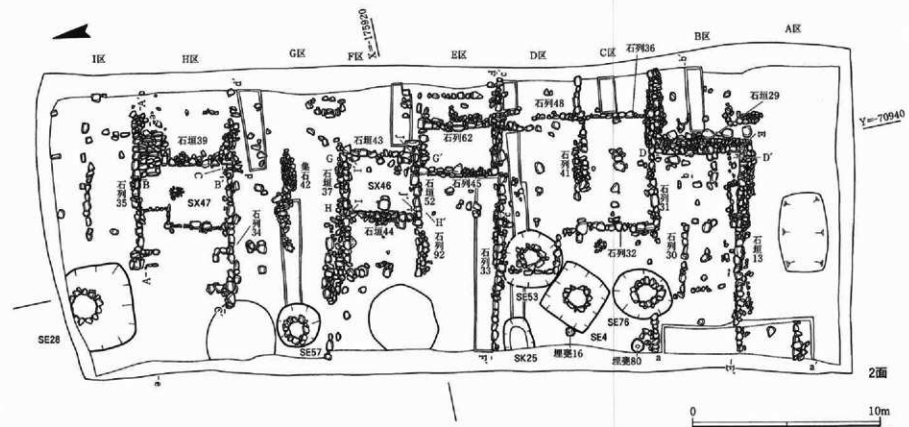 X=-175920
A区
B区
C区
D区
E区
F区
G区
H区
I区
石列36
石垣29
Y=-70940
石列48
石列62
石垣43
石垣39
石列41
石列45
石垣52
石垣37
集石42
石列35
SX47
SX46
石垣44
石列92
石列33
石列32
石列51
石列30
石垣13
石垣34
SE28
SE57
SK25
SE53
SE4
SE76
埋甕16
埋甕80
2面
0
10m
A
A'
B
B'
C
C'
D
D'
E
E'
F'
G
G'
H
H'
I
I'
J
J'
a
a'
b
b'
c
d
d'
e